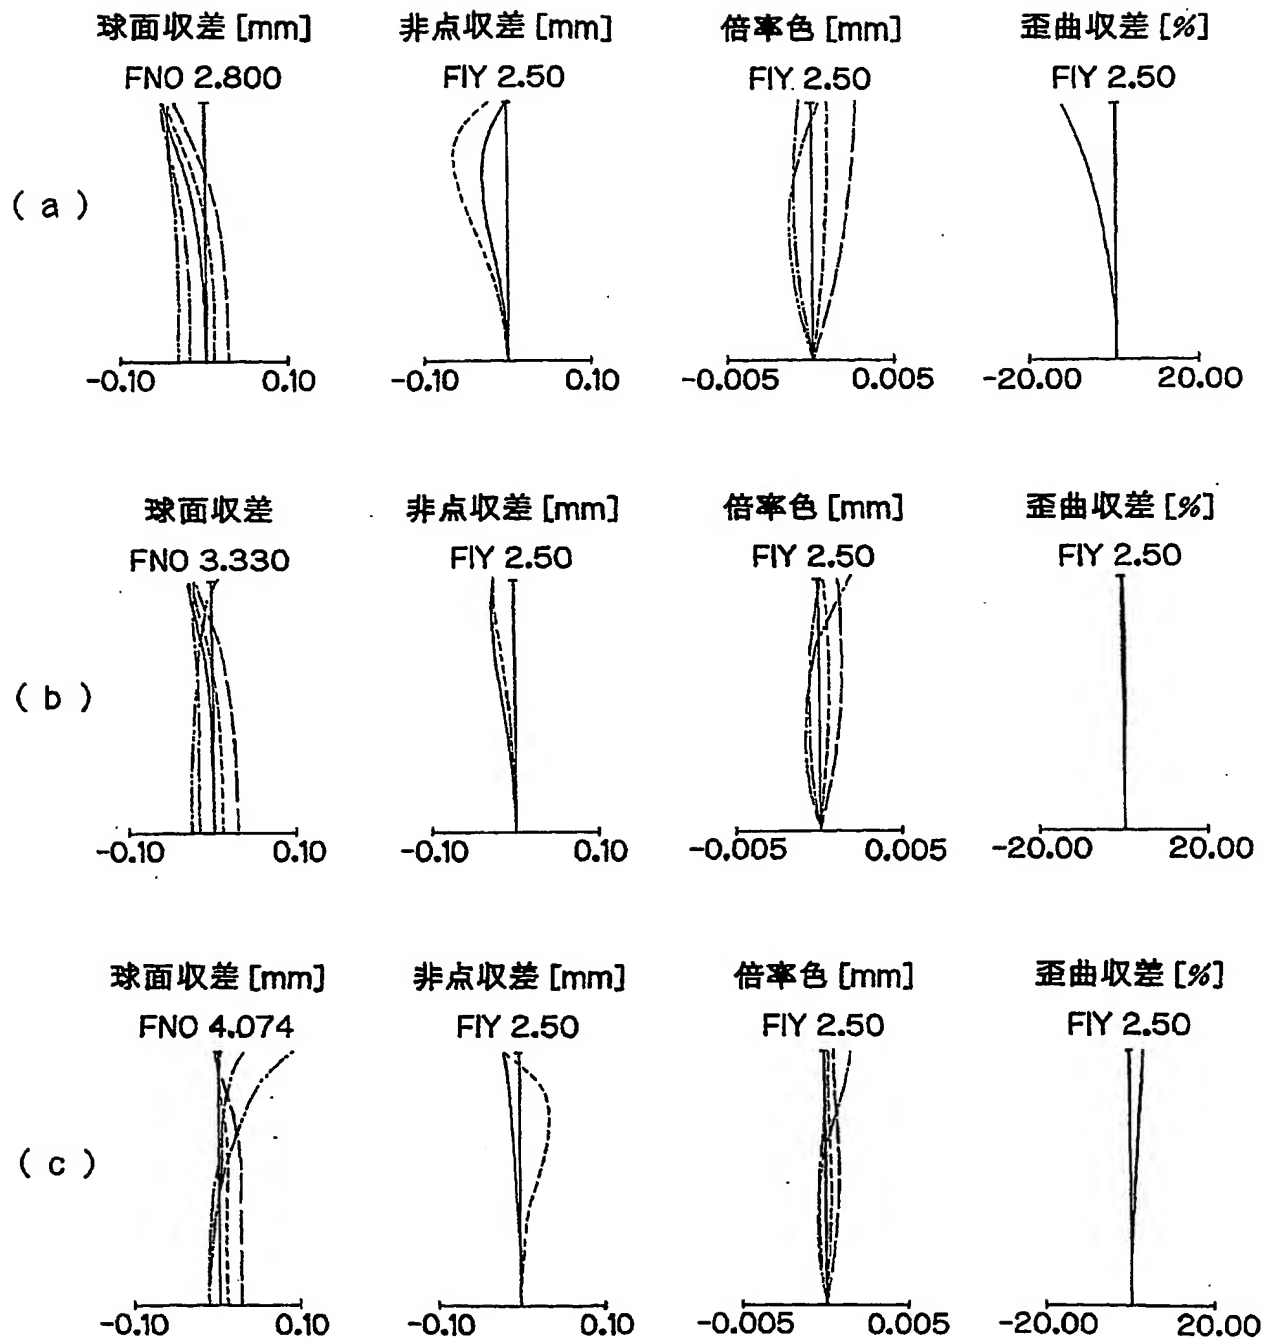 球面収差 [mm] 非点収差 [mm] 倍率色 [mm] 歪曲収差 [%]
FNO 2.800 FIY 2.50 FIY 2.50 FIY 2.50
( a )
-0.10 0.10 -0.10 0.10 -0.005 0.005 -20.00 20.00
球面収差 非点収差 [mm] 倍率色 [mm] 歪曲収差 [%]
FNO 3.330 FIY 2.50 FIY 2.50 FIY 2.50
( b )
-0.10 0.10 -0.10 0.10 -0.005 0.005 -20.00 20.00
球面収差 [mm] 非点収差 [mm] 倍率色 [mm] 歪曲収差 [%]
FNO 4.074 FIY 2.50 FIY 2.50 FIY 2.50
( c )
-0.10 0.10 -0.10 0.10 -0.005 0.005 -20.00 20.00